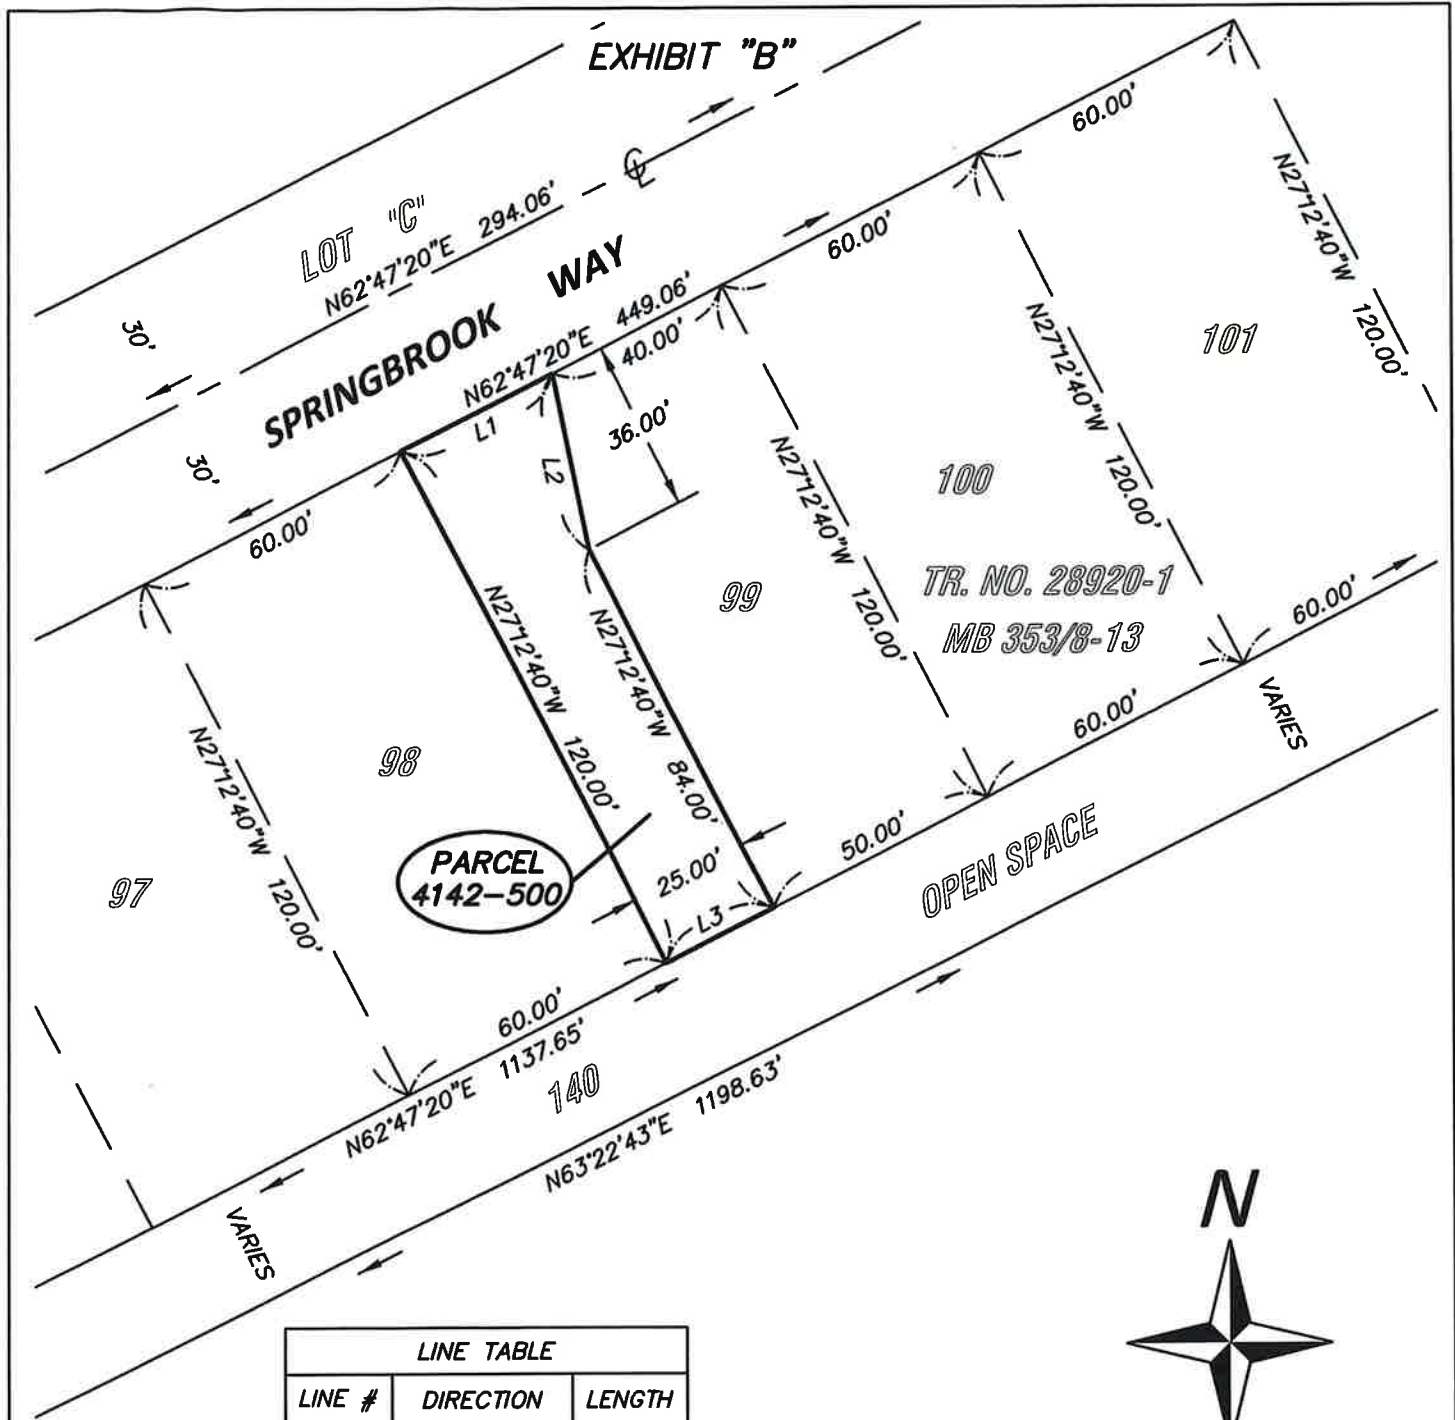 EXHIBIT "B"
60.00'
N27°12'40"W 120.00'
LOT "C"
N62°47'20"E 294.06'
℄
60.00'
30'
SPRINGBROOK WAY
N62°47'20"E 449.06'
40.00'
N27°12'40"W 120.00'
101
L1
36.00'
30'
L2
60.00'
N27°12'40"W 120.00'
100
99
TR. NO. 28920-1
MB 353/8-13
60.00'
N27°12'40"W 120.00'
N27°12'40"W 84.00'
N27°12'40"W 120.00'
98
60.00'
VARIES
PARCEL
4142-500
97
25.00'
50.00'
OPEN SPACE
L3
60.00'
N62°47'20"E 1137.65'
140
N63°22'43"E 1198.63'
VARIES
N
LINE TABLE
LINE # DIRECTION LENGTH